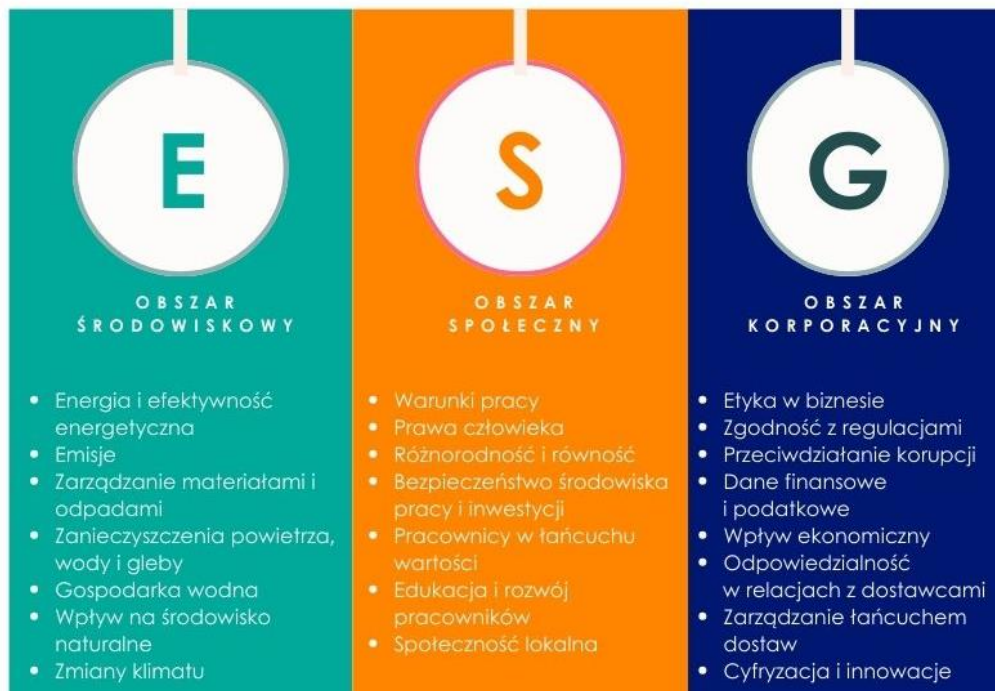 E
OBSZAR
ŚRODOWISKOWY
• Energia i efektywność
energetyczna
• Emisje
• Zarządzanie materiałami i
odpadami
• Zanieczyszczenia powietrza,
wody i gleby
• Gospodarka wodna
• Wpływ na środowisko
naturalne
• Zmiany klimatu
S
OBSZAR
SPOŁECZNY
• Warunki pracy
• Prawa człowieka
• Różnorodność i równość
• Bezpieczeństwo środowiska
pracy i inwestycji
• Pracownicy w łańcuchu
wartości
• Edukacja i rozwój
pracowników
• Społeczność lokalna
G
OBSZAR
KORPORACYJNY
• Etyka w biznesie
• Zgodność z regulacjami
• Przeciwdziałanie korupcji
• Dane finansowe
i podatkowe
• Wpływ ekonomiczny
• Odpowiedzialność
w relacjach z dostawcami
• Zarządzanie łańcuchem
dostaw
• Cyfryzacja i innowacje